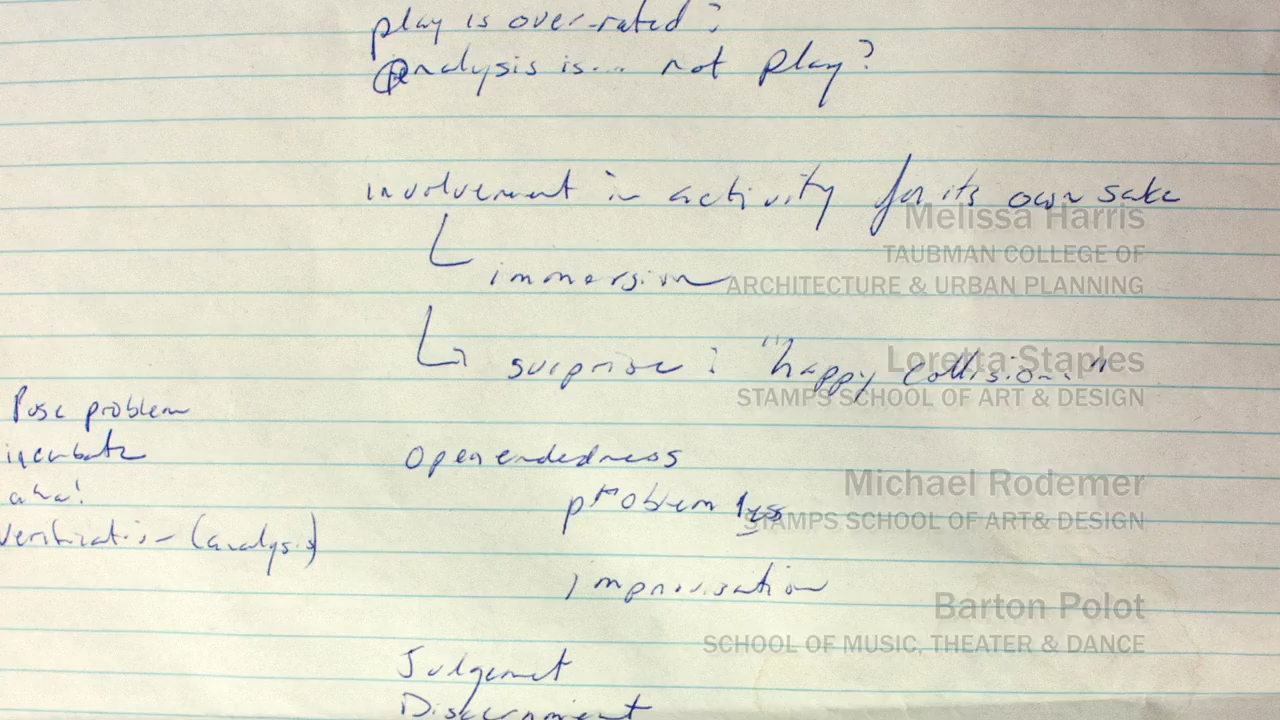 play is over-rated?
Analysis is... not play?
involvement in activity for its own sake
Melissa Harris
TAUBMAN COLLEGE OF
ARCHITECTURE & URBAN PLANNING
immersion
surprise: "happy collisions"
Loretta Staples
STAMPS SCHOOL OF ART & DESIGN
Pose problem
incubate
aha!
verification (analysis)
openendedness
problem
Michael Rodemer
STAMPS SCHOOL OF ART& DESIGN
improvisation
Barton Polot
SCHOOL OF MUSIC, THEATER & DANCE
Judgement
Discernment